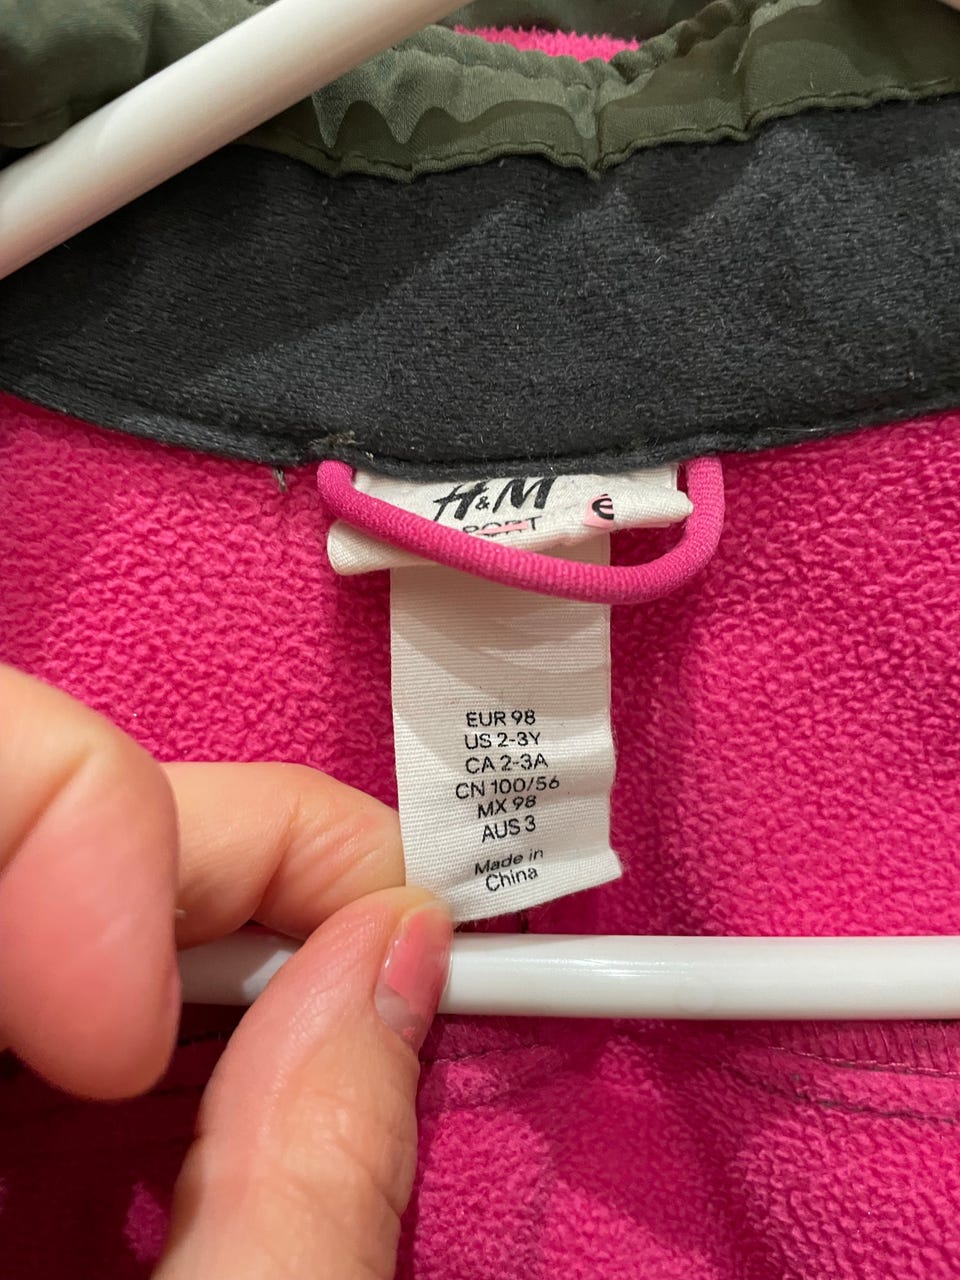 H&M
EUR 98
US 2-3Y
CA 2-3A
CN 100/56
MX 98
AUS 3
Made in
China